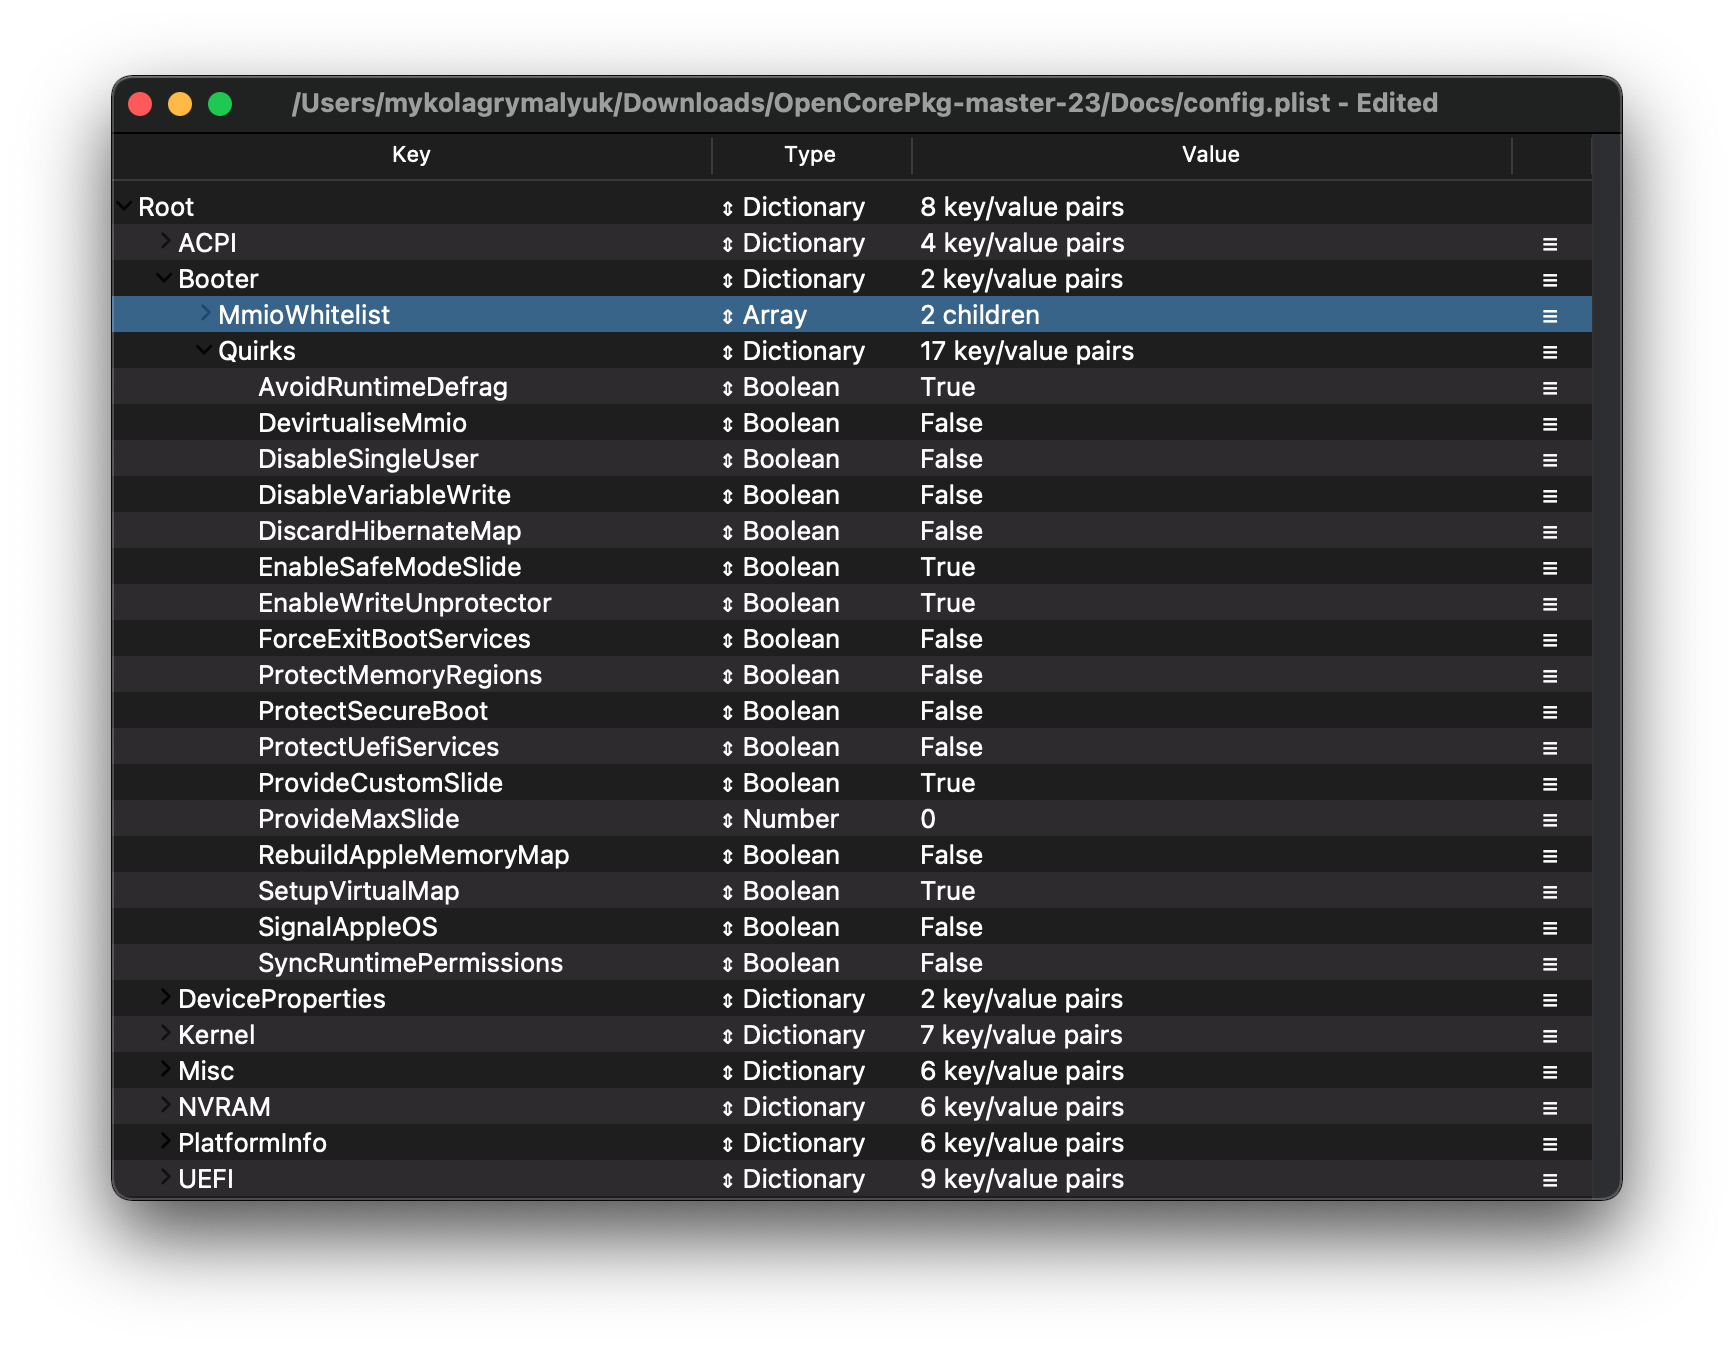 /Users/mykolagrymalyuk/Downloads/OpenCorePkg-master-23/Docs/config.plist - Edited
Key Type Value
Root Dictionary 8 key/value pairs
ACPI Dictionary 4 key/value pairs
Booter Dictionary 2 key/value pairs
MmioWhitelist Array 2 children
Quirks Dictionary 17 key/value pairs
AvoidRuntimeDefrag Boolean True
DevirtualiseMmio Boolean False
DisableSingleUser Boolean False
DisableVariableWrite Boolean False
DiscardHibernateMap Boolean False
EnableSafeModeSlide Boolean True
EnableWriteUnprotector Boolean True
ForceExitBootServices Boolean False
ProtectMemoryRegions Boolean False
ProtectSecureBoot Boolean False
ProtectUefiServices Boolean False
ProvideCustomSlide Boolean True
ProvideMaxSlide Number 0
RebuildAppleMemoryMap Boolean False
SetupVirtualMap Boolean True
SignalAppleOS Boolean False
SyncRuntimePermissions Boolean False
DeviceProperties Dictionary 2 key/value pairs
Kernel Dictionary 7 key/value pairs
Misc Dictionary 6 key/value pairs
NVRAM Dictionary 6 key/value pairs
PlatformInfo Dictionary 6 key/value pairs
UEFI Dictionary 9 key/value pairs